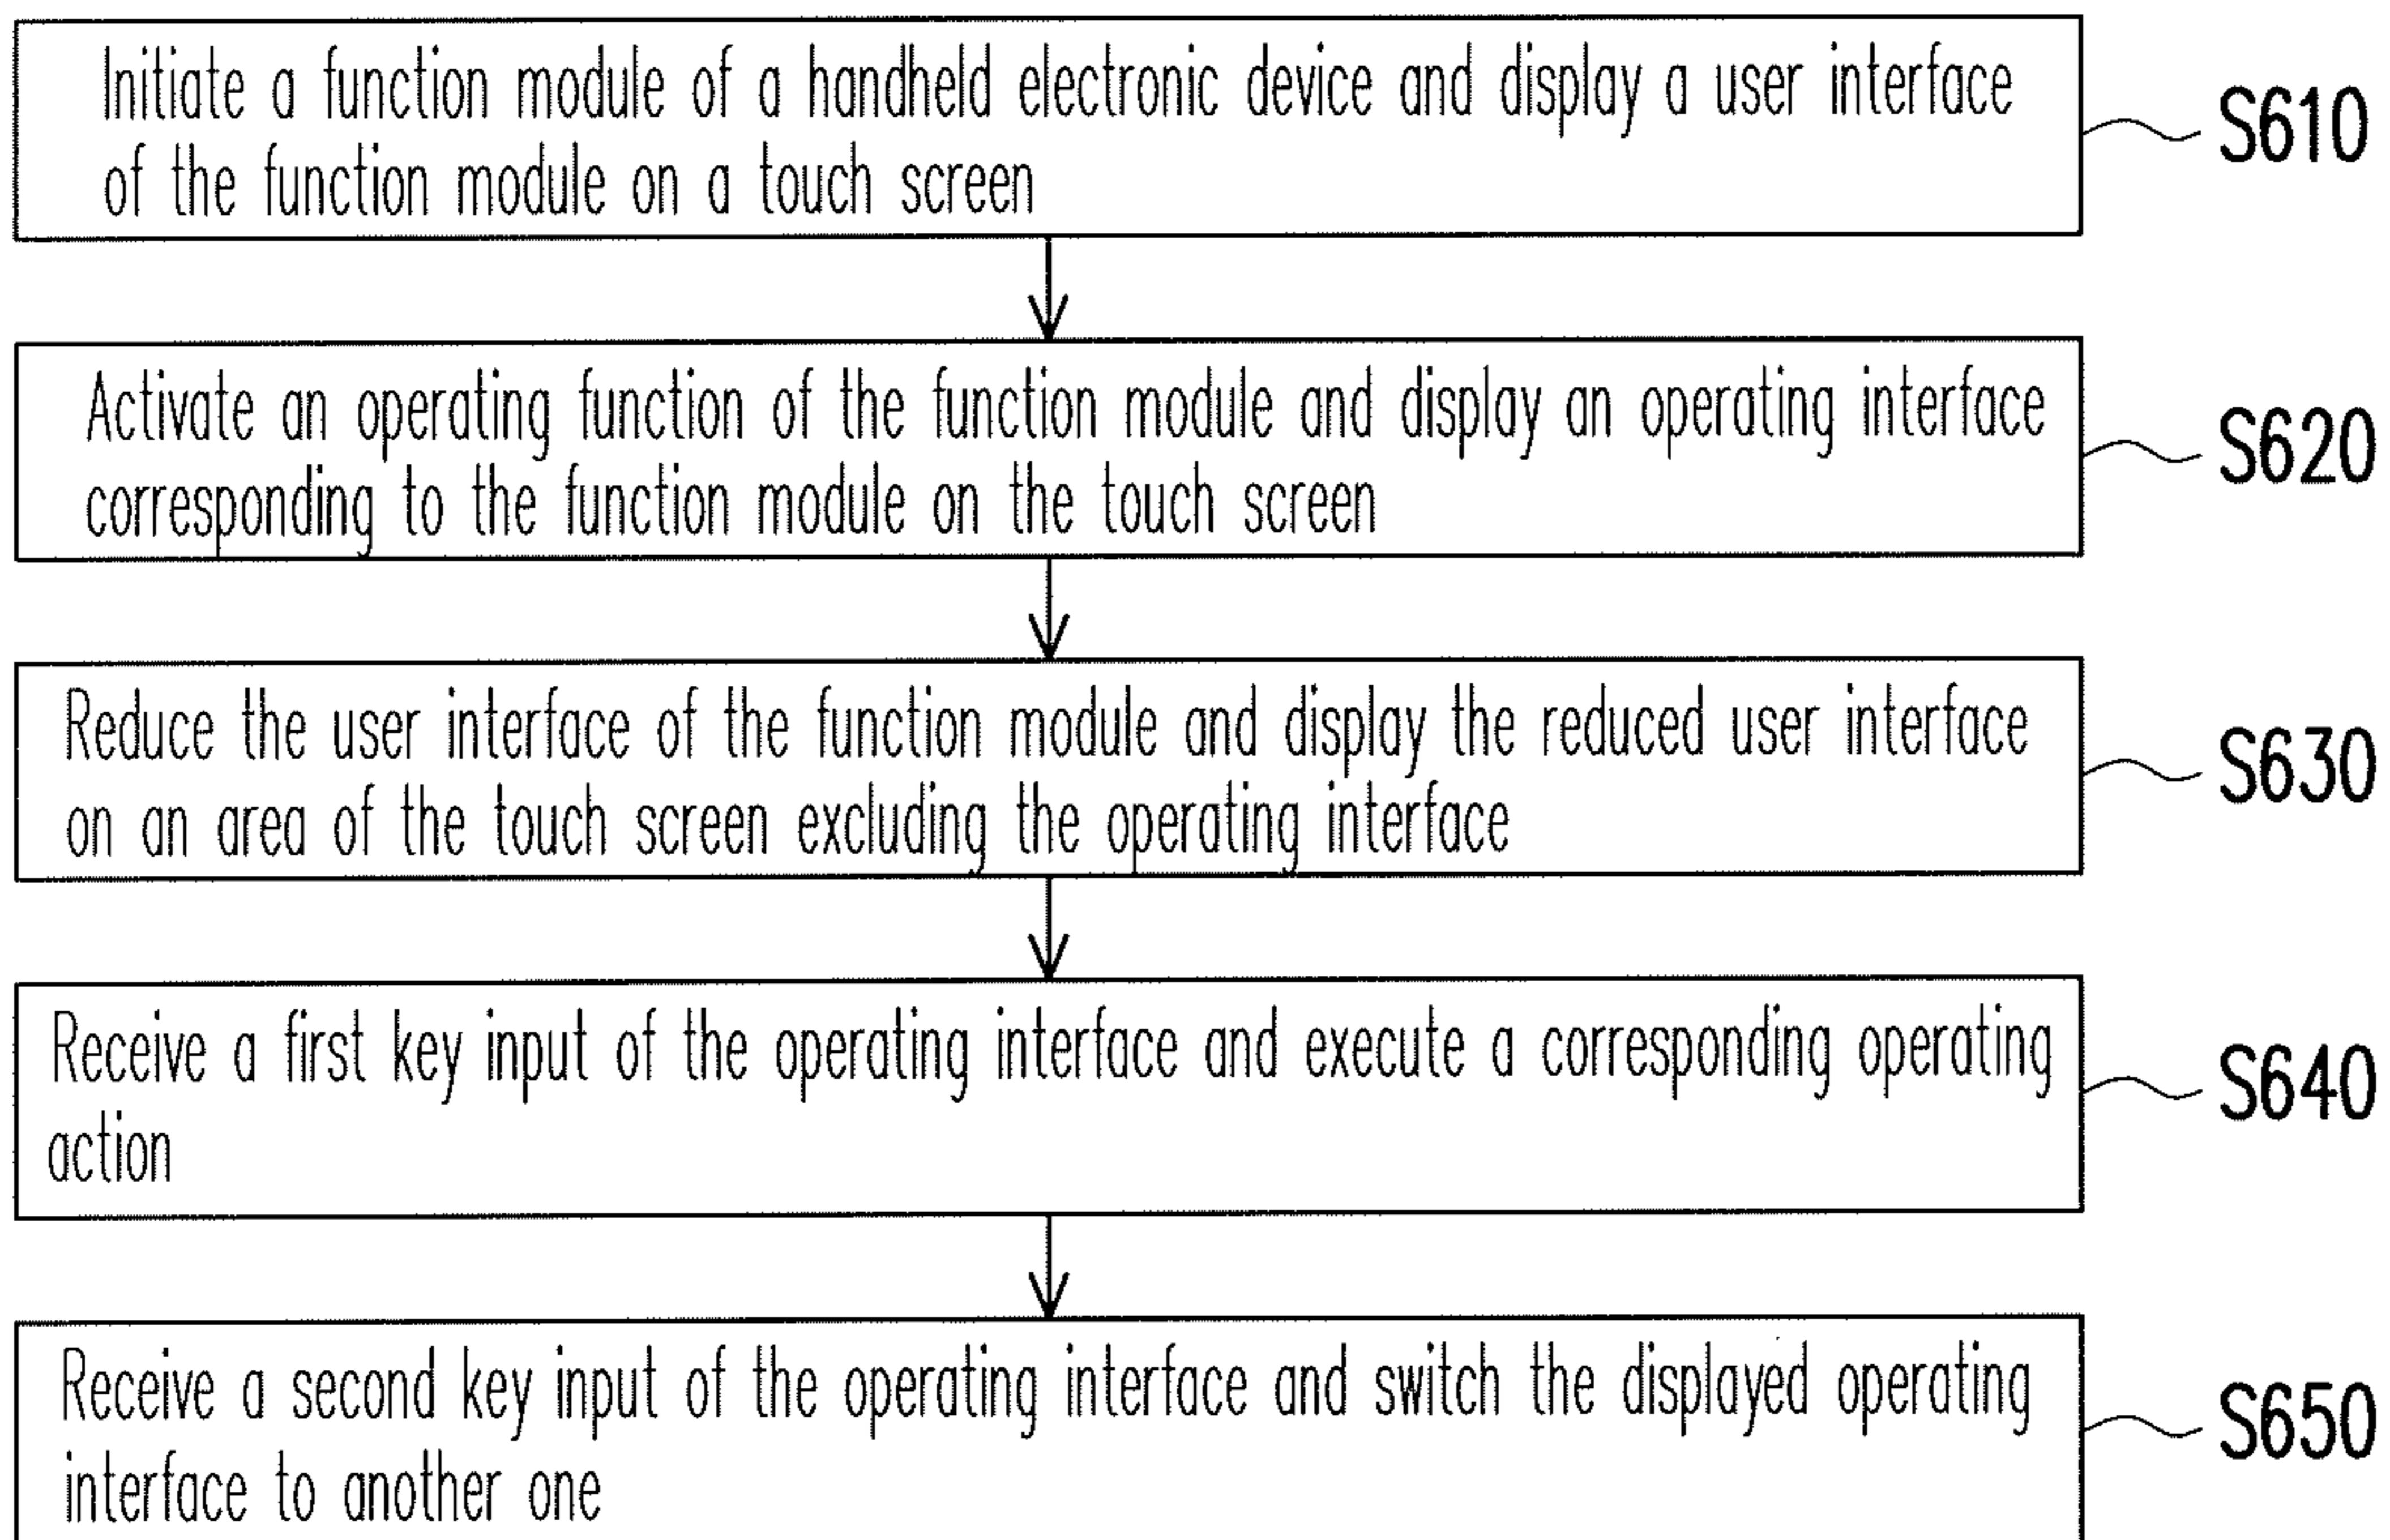 Initiate a function module of a handheld electronic device and display a user interface
of the function module on a touch screen
S610
Activate an operating function of the function module and display an operating interface
corresponding to the function module on the touch screen
S620
Reduce the user interface of the function module and display the reduced user interface
on an area of the touch screen excluding the operating interface
S630
Receive a first key input of the operating interface and execute a corresponding operating
action
S640
Receive a second key input of the operating interface and switch the displayed operating
interface to another one
S650